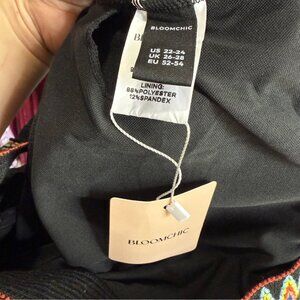 BLOOMCHIC
US 22-24
UK 26-28
EU 52-54
LINING:
88%POLYESTER
12%SPANDEX
BLOOMCHIC